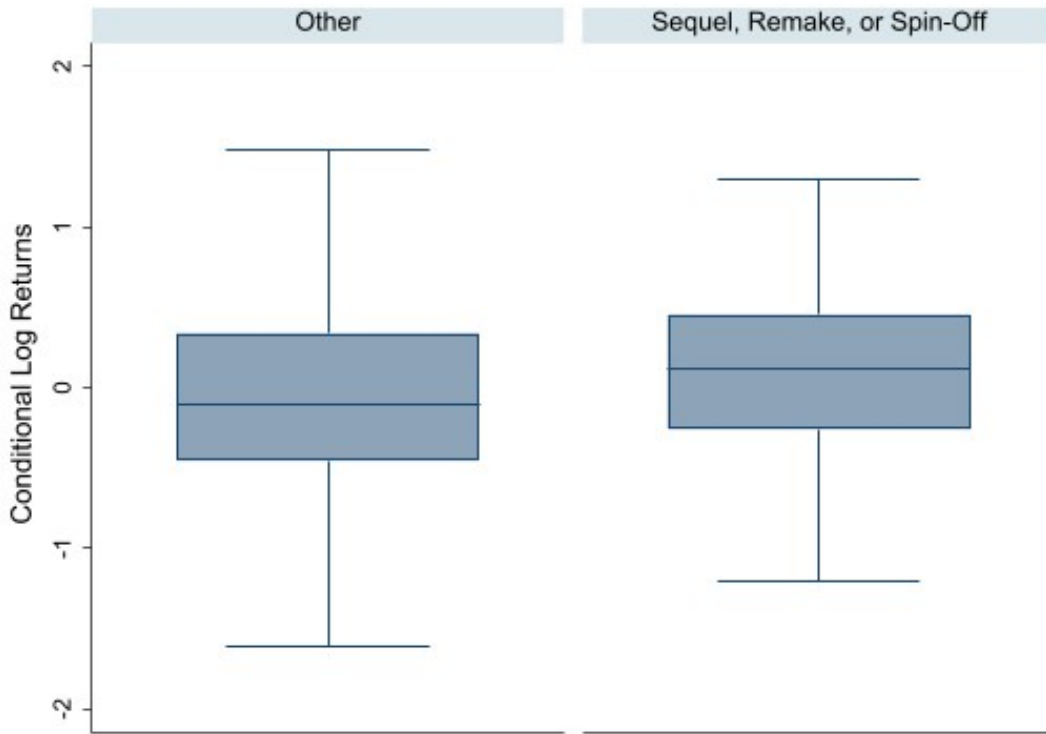 Other
Sequel, Remake, or Spin-Off
Conditional Log Returns
2
1
0
-1
-2